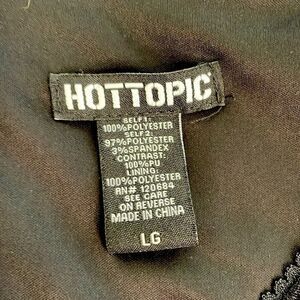 HOTTOPIC
SELF1:
100%POLYESTER
SELF2:
97%POLYESTER
3%SPANDEX
CONTRAST:
100%PU
LINING:
100%POLYESTER
RN# 120684
SEE CARE
ON REVERSE
MADE IN CHINA
LG